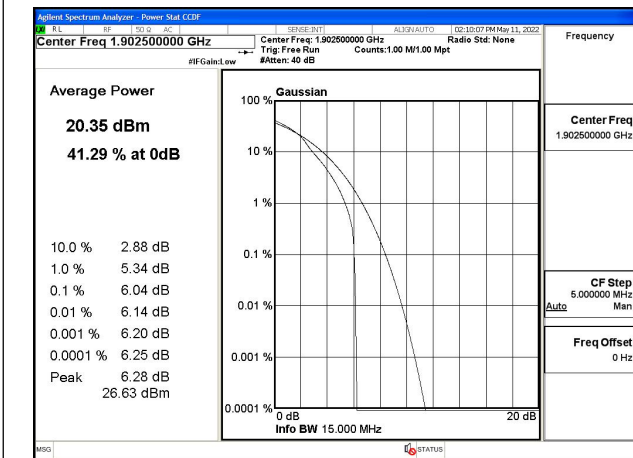 Agilent Spectrum Analyzer - Power Stat CCDF
RL RF 50 Ω AC SENSE:INT ALIGN AUTO 02:10:07 PM May 11, 2022
Center Freq 1.902500000 GHz
Center Freq: 1.902500000 GHz Radio Std: None
Trig: Free Run Counts:1.00 M/1.00 Mpt
#IFGain:Low #Atten: 40 dB
Frequency
Average Power
20.35 dBm
41.29 % at 0dB
10.0 % 2.88 dB
1.0 % 5.34 dB
0.1 % 6.04 dB
0.01 % 6.14 dB
0.001 % 6.20 dB
0.0001 % 6.25 dB
Peak 6.28 dB
26.63 dBm
Gaussian
100 %
10 %
1 %
0.1 %
0.01 %
0.001 %
0.0001 %
0 dB 20 dB
Info BW 15.000 MHz
Center Freq
1.902500000 GHz
CF Step
5.000000 MHz
Auto Man
Freq Offset
0 Hz
MSG STATUS